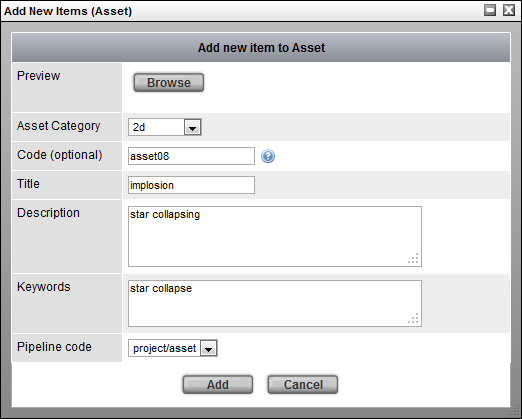 Add New Items (Asset)
Add new item to Asset
Preview
Browse
Asset Category
2d
Code (optional)
asset08
?
Title
implosion
Description
star collapsing
Keywords
star collapse
Pipeline code
project/asset
Add
Cancel